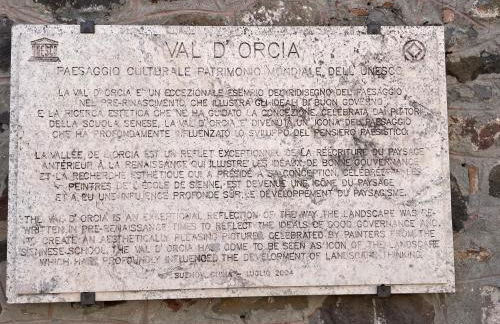 VAL D'ORCIA
PAESAGGIO CULTURALE PATRIMONIO MONDIALE DELL'UNESCO
LA VAL D'ORCIA È UN ECCEZIONALE ESEMPIO DEL RIDISEGNO DEL PAESAGGIO
NEL PRE-RINASCIMENTO, CHE ILLUSTRA GLI IDEALI DI BUON GOVERNO
E LA RICERCA ESTETICA CHE NE HA GUIDATO LA CONCEZIONE. CELEBRATA DAI PITTORI
DELLA SCUOLA SENESE, LA VAL D'ORCIA È DIVENUTA UN'ICONA DEL PAESAGGIO
CHE HA PROFONDAMENTE INFLUENZATO LO SVILUPPO DEL PENSIERO PAESISTICO.
LA VALLÉE DE L'ORCIA EST UN REFLET EXCEPTIONNEL DE LA RÉÉCRITURE DU PAYSAGE
ANTÉRIEUR À LA RENAISSANCE QUI ILLUSTRE LES IDÉAUX DE BONNE GOUVERNANCE
ET LA RECHERCHE ESTHÉTIQUE QUI A PRÉSIDÉ À SA CONCEPTION. CÉLÉBRÉE PAR LES
PEINTRES DE L'ÉCOLE DE SIENNE, EST DEVENUE UNE ICÔNE DU PAYSAGE
ET A EU UNE INFLUENCE PROFONDE SUR LE DÉVELOPPEMENT DU PAYSAGISME.
THE VAL D'ORCIA IS AN EXCEPTIONAL REFLECTION OF THE WAY THE LANDSCAPE WAS RE-
WRITTEN IN PRE-RENAISSANCE TIMES TO REFLECT THE IDEALS OF GOOD GOVERNANCE AND
TO CREATE AN AESTHETICALLY PLEASING PICTURE. CELEBRATED BY PAINTERS FROM THE
SIENNESE SCHOOL, THE VAL D'ORCIA HAS COME TO BE SEEN AS ICON OF THE LANDSCAPE
WHICH HAVE PROFOUNDLY INFLUENCED THE DEVELOPMENT OF LANDSCAPE THINKING.
LUGLIO 2004